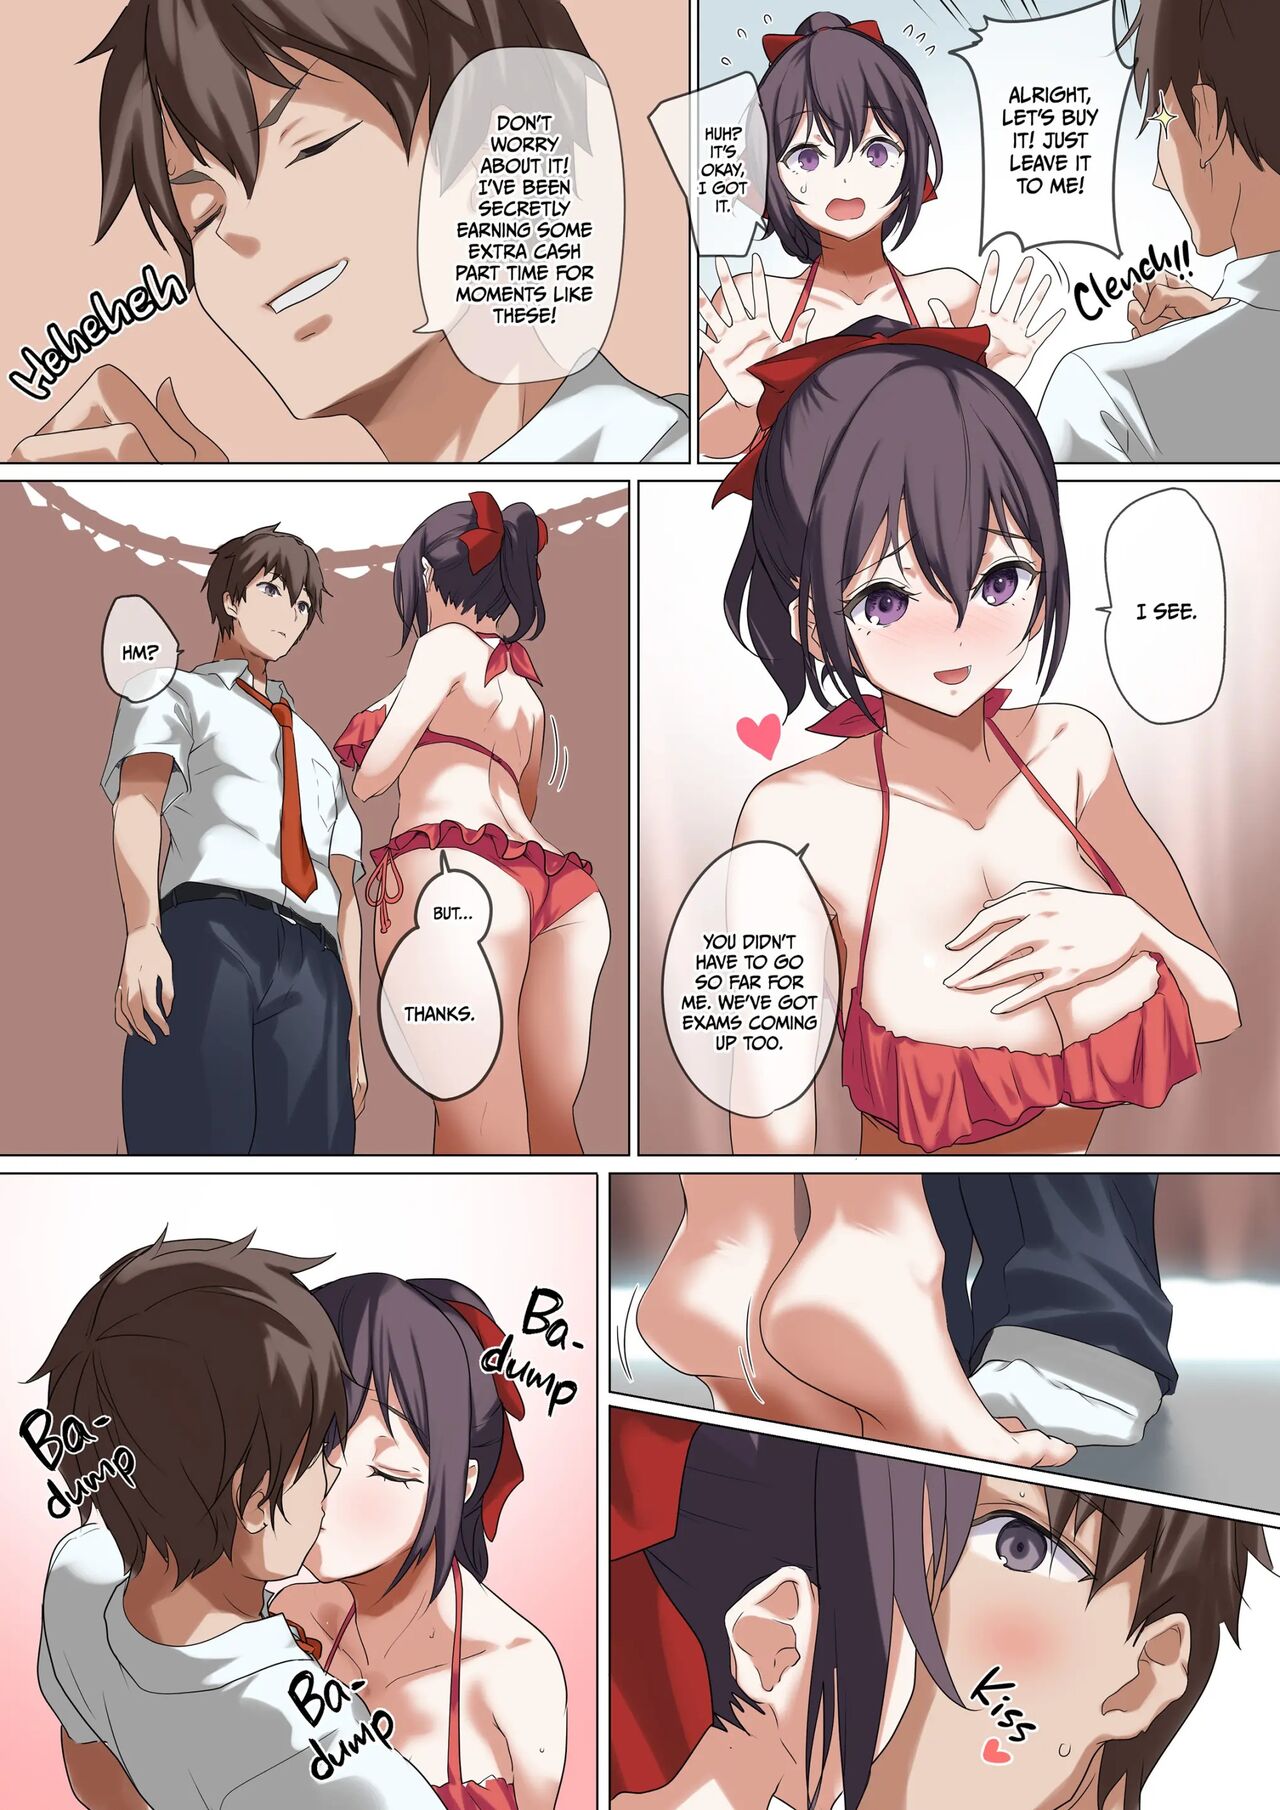 ALRIGHT,
LET'S BUY
IT! JUST
LEAVE IT
TO ME!
Clench!!
HUH?
IT'S
OKAY,
I GOT
IT.
DON'T
WORRY
ABOUT IT!
I'VE BEEN
SECRETLY
EARNING SOME
EXTRA CASH
PART TIME FOR
MOMENTS LIKE
THESE!
Heheheh
I SEE.
YOU DIDN'T
HAVE TO GO
SO FAR FOR
ME. WE'VE GOT
EXAMS COMING
UP TOO.
HM?
BUT...
THANKS.
Kiss
Ba-
dump
Ba-
dump
Ba-
dump